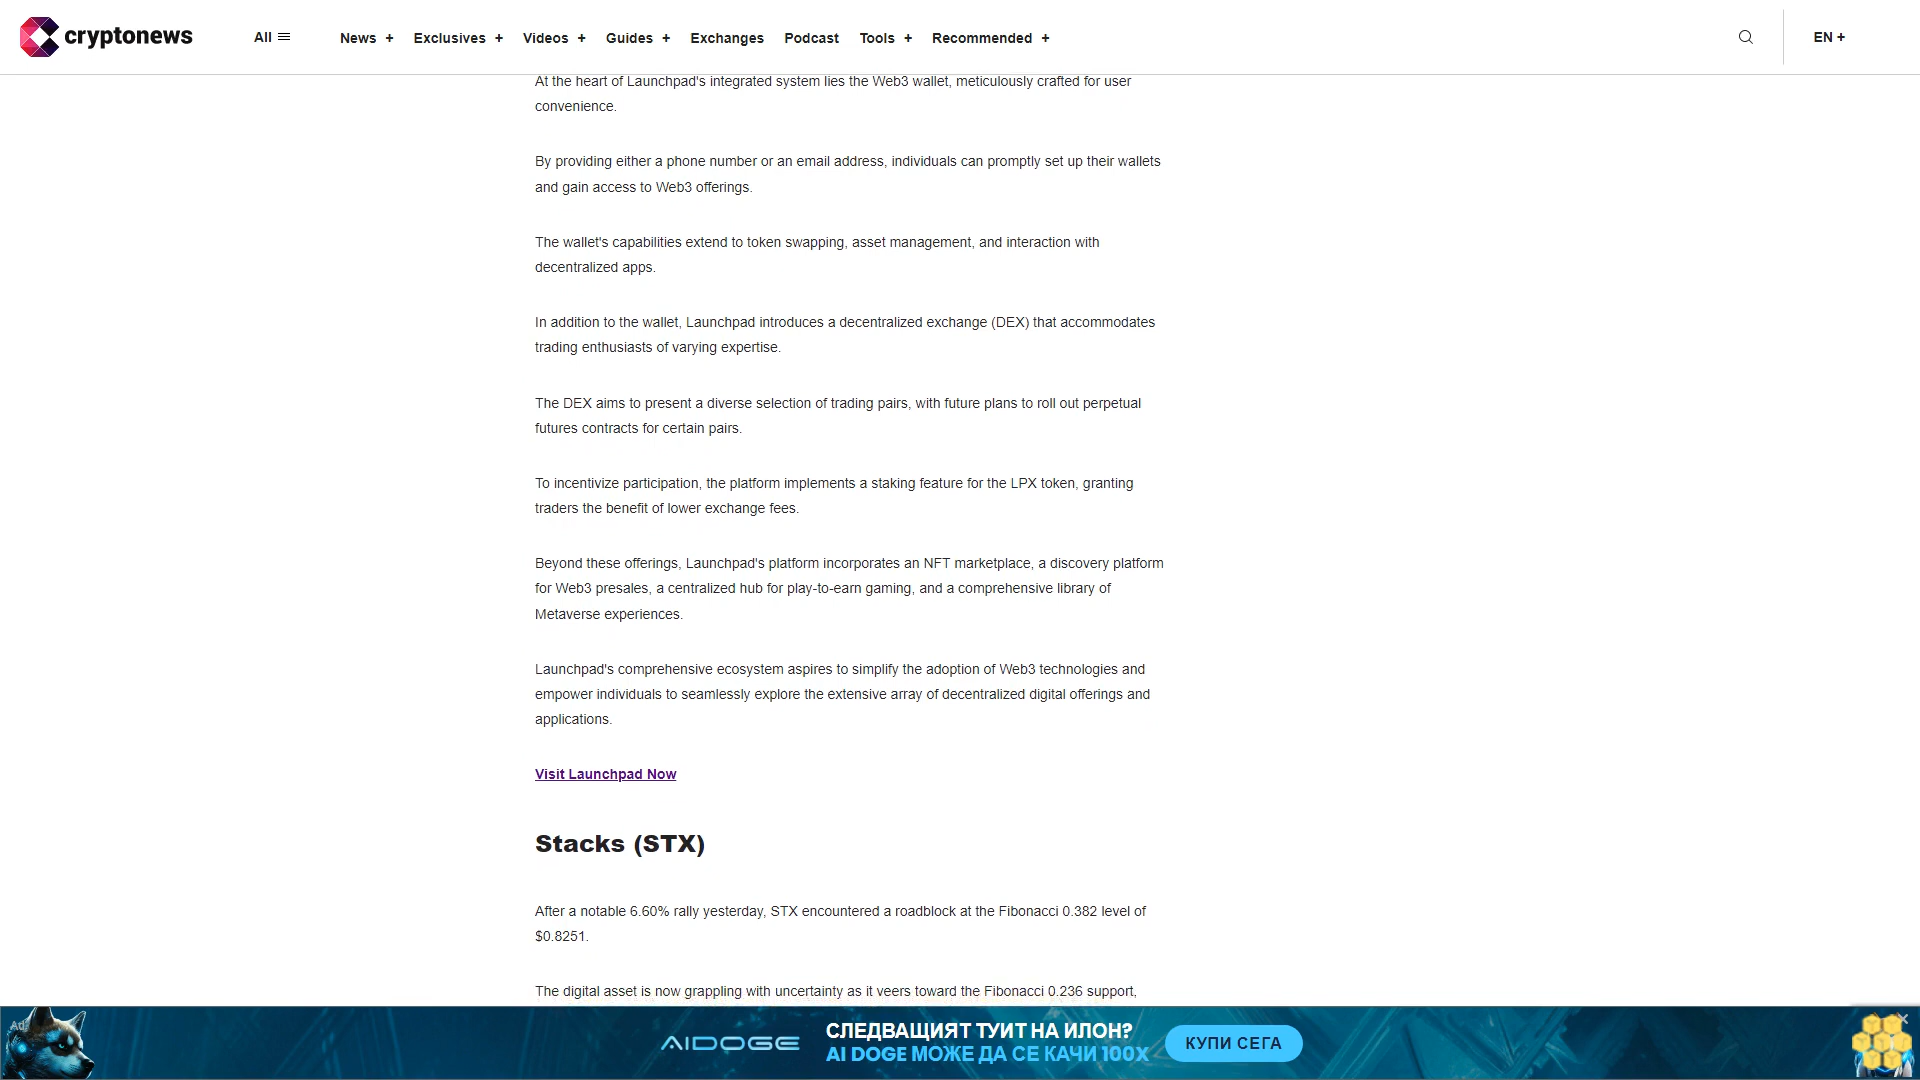 cryptonews
All
News +
Exclusives +
Videos +
Guides +
Exchanges
Podcast
Tools +
Recommended +
EN +
At the heart of Launchpad's integrated system lies the Web3 wallet, meticulously crafted for user
convenience.
By providing either a phone number or an email address, individuals can promptly set up their wallets
and gain access to Web3 offerings.
The wallet's capabilities extend to token swapping, asset management, and interaction with
decentralized apps.
In addition to the wallet, Launchpad introduces a decentralized exchange (DEX) that accommodates
trading enthusiasts of varying expertise.
The DEX aims to present a diverse selection of trading pairs, with future plans to roll out perpetual
futures contracts for certain pairs.
To incentivize participation, the platform implements a staking feature for the LPX token, granting
traders the benefit of lower exchange fees.
Beyond these offerings, Launchpad's platform incorporates an NFT marketplace, a discovery platform
for Web3 presales, a centralized hub for play-to-earn gaming, and a comprehensive library of
Metaverse experiences.
Launchpad's comprehensive ecosystem aspires to simplify the adoption of Web3 technologies and
empower individuals to seamlessly explore the extensive array of decentralized digital offerings and
applications.
Visit Launchpad Now
Stacks (STX)
After a notable 6.60% rally yesterday, STX encountered a roadblock at the Fibonacci 0.382 level of
$0.8251.
The digital asset is now grappling with uncertainty as it veers toward the Fibonacci 0.236 support,
Ad
AIDOGE
СЛЕДВАЩИЯТ ТУИТ НА ИЛОН?
AI DOGE МОЖЕ ДА СЕ КАЧИ 100X
КУПИ СЕГА